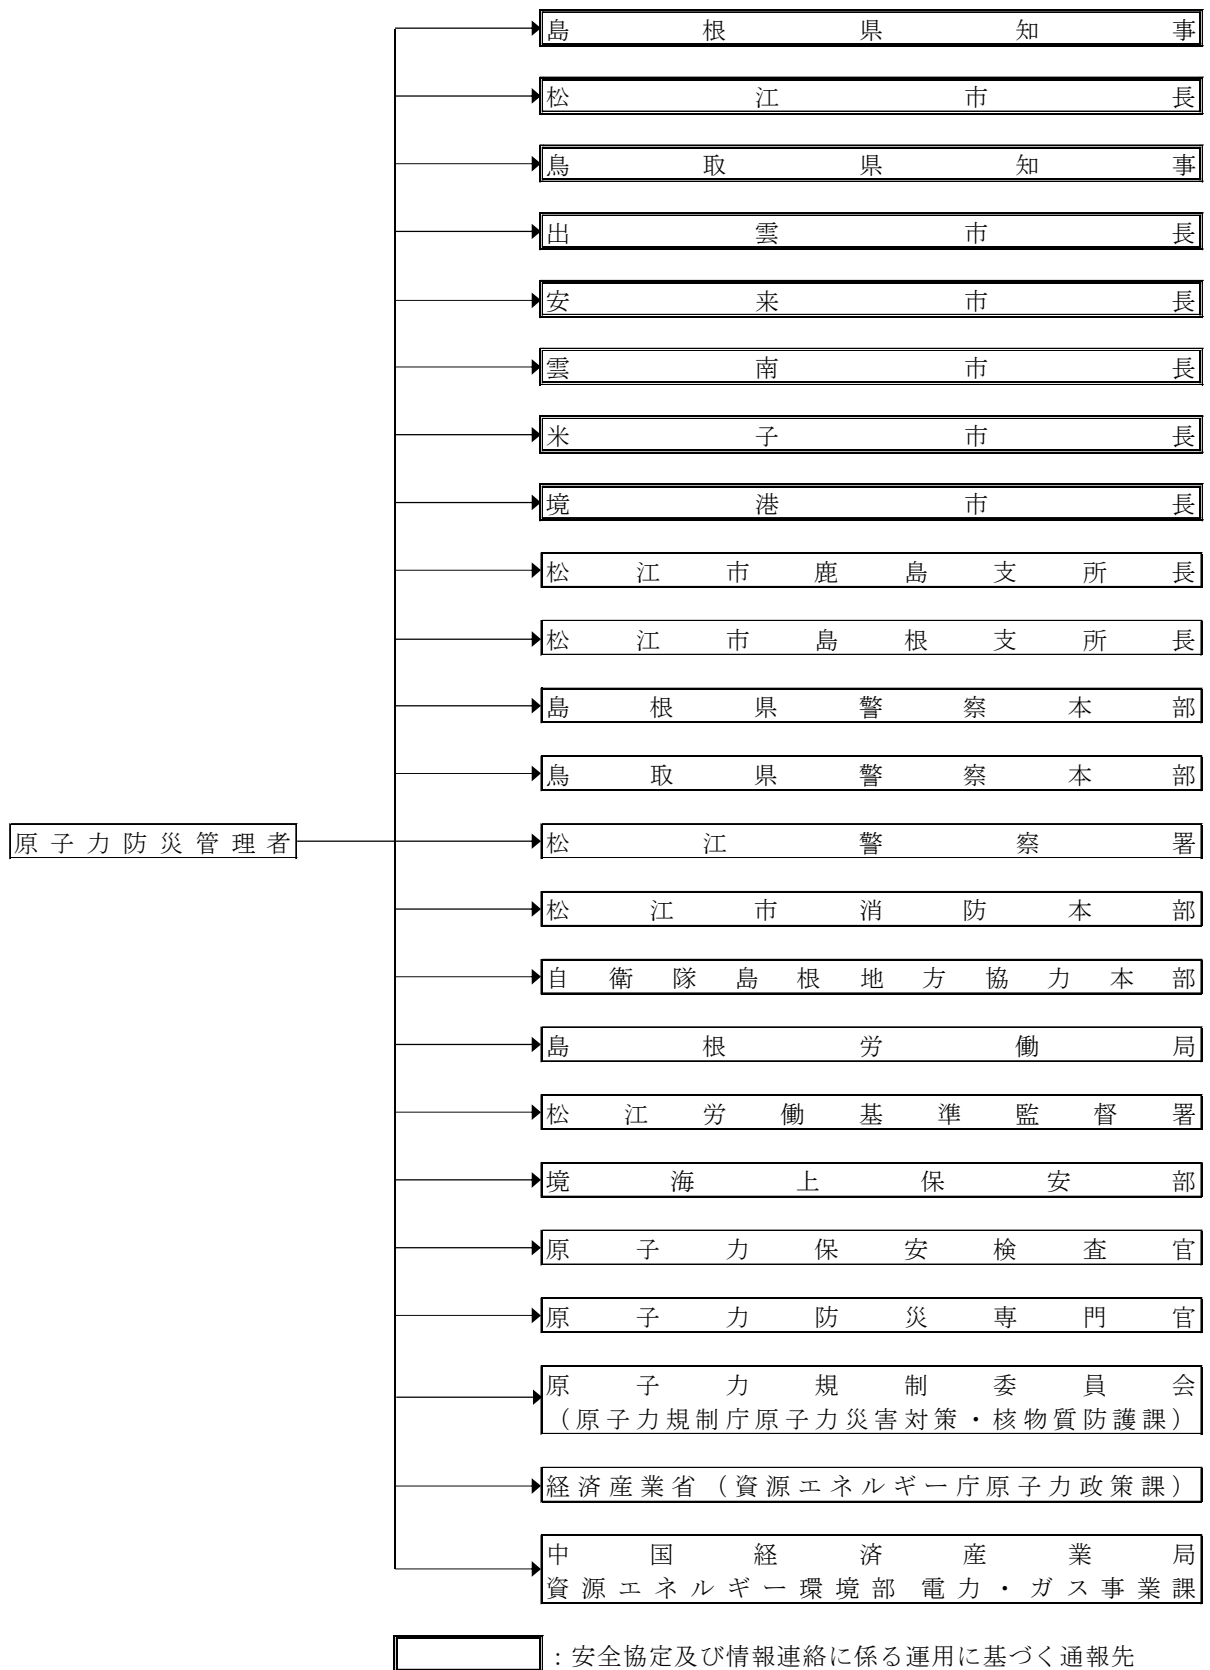 島根県知事
松江市長
鳥取県知事
出雲市長
安来市長
雲南市長
米子市長
境港市長
松江市鹿島支所長
松江市島根支所長
島根県警察本部
鳥取県警察本部
原子力防災管理者
松江警察署
松江市消防本部
自衛隊島根地方協力本部
島根労働局
松江労働基準監督署
境海上保安部
原子力保安検査官
原子力防災専門官
原子力規制委員会
（原子力規制庁原子力災害対策・核物質防護課）
経済産業省（資源エネルギー庁原子力政策課）
中国経済産業局
資源エネルギー環境部 電力・ガス事業課
：安全協定及び情報連絡に係る運用に基づく通報先